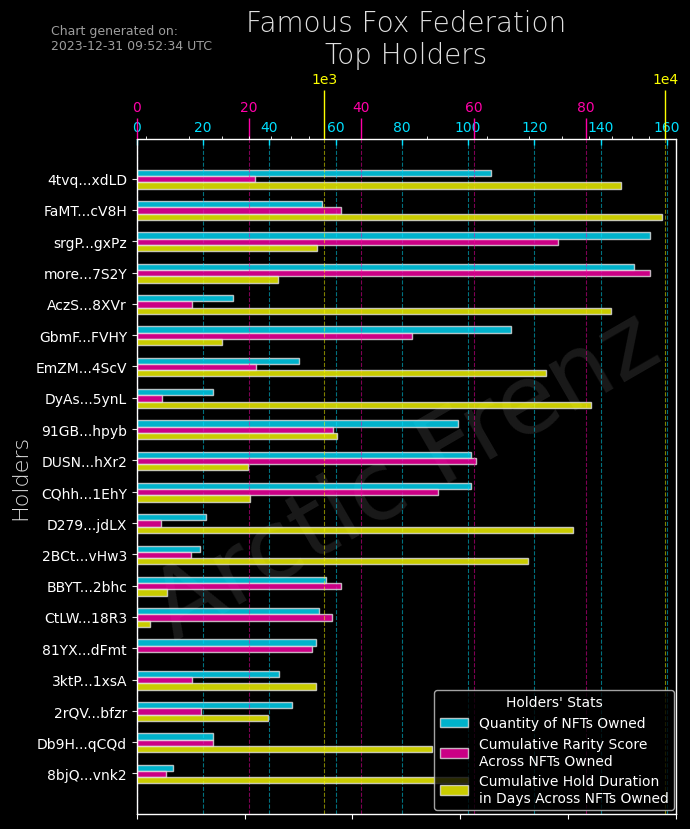 Chart generated on:
2023-12-31 09:52:34 UTC
Famous Fox Federation
Top Holders
1e3 1e4
0 20 40 60 80
0 20 40 60 80 100 120 140 160
Holders
4tvq...xdLD
FaMT...cV8H
srgP...gxPz
more...7S2Y
AczS...8XVr
GbmF...FVHY
EmZM...4ScV
DyAs...5ynL
91GB...hpyb
DUSN...hXr2
CQhh...1EhY
D279...jdLX
2BCt...vHw3
BBYT...2bhc
CtLW...18R3
81YX...dFmt
3ktP...1xsA
2rQV...bfzr
Db9H...qCQd
8bjQ...vnk2
Arctic Frenz
Holders' Stats
Quantity of NFTs Owned
Cumulative Rarity Score
Across NFTs Owned
Cumulative Hold Duration
in Days Across NFTs Owned